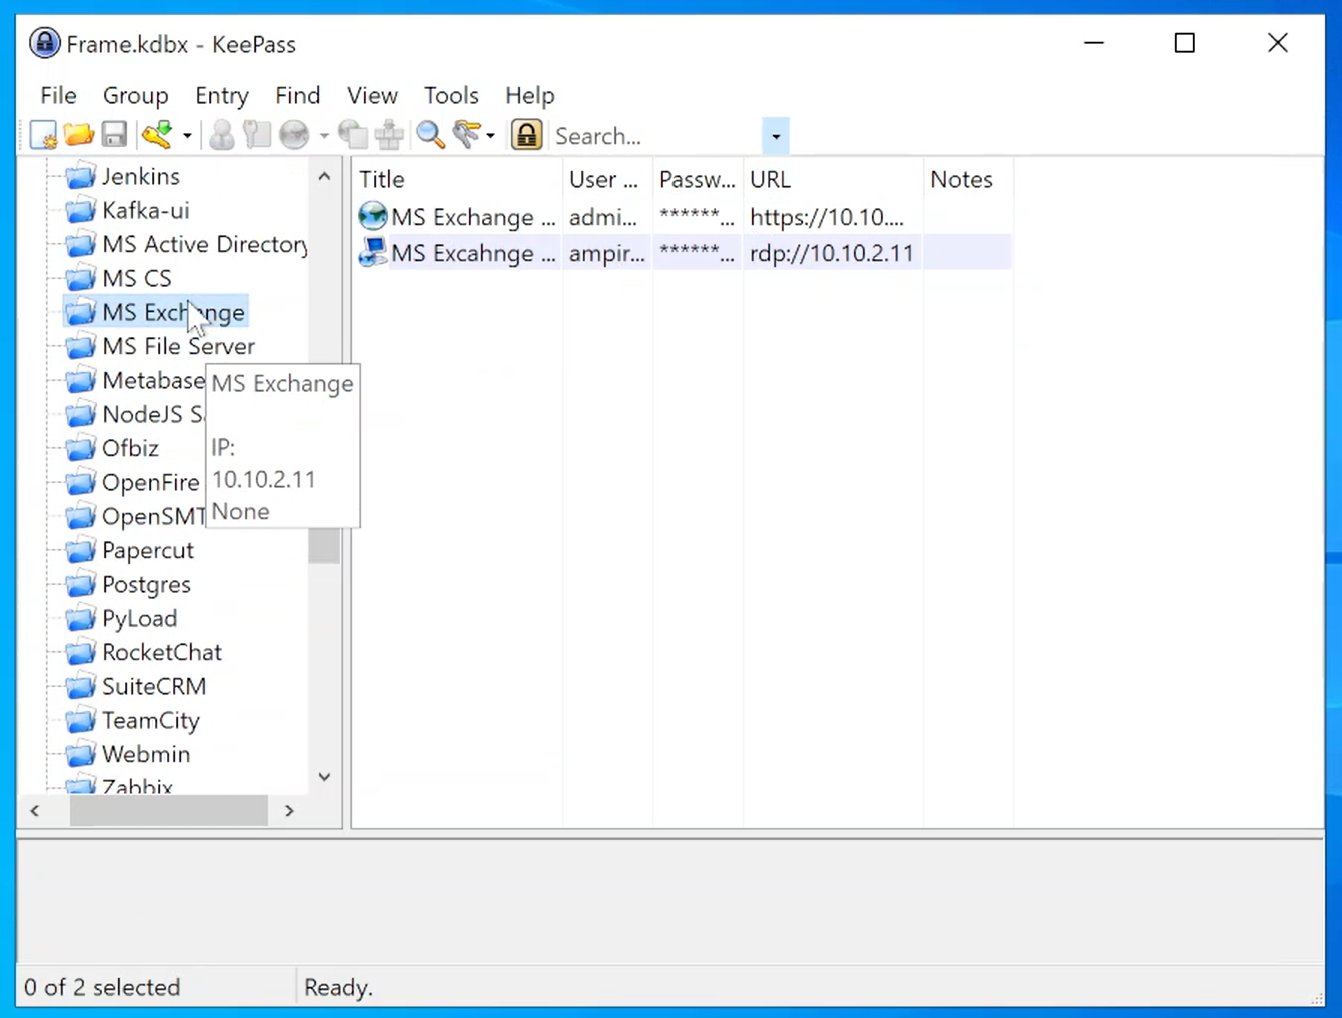 Frame.kdbx - KeePass
File Group Entry Find View Tools Help
Search...
Jenkins
Kafka-ui
MS Active Directory
MS CS
MS Exchange
MS File Server
Metabase
NodeJS S
Ofbiz
OpenFire
OpenSMT
Papercut
Postgres
PyLoad
RocketChat
SuiteCRM
TeamCity
Webmin
Zabbix
MS Exchange
IP:
10.10.2.11
None
Title User ... Passw... URL Notes
MS Exchange ... admi... ******... https://10.10....
MS Excahnge ... ampir... ******... rdp://10.10.2.11
0 of 2 selected Ready.